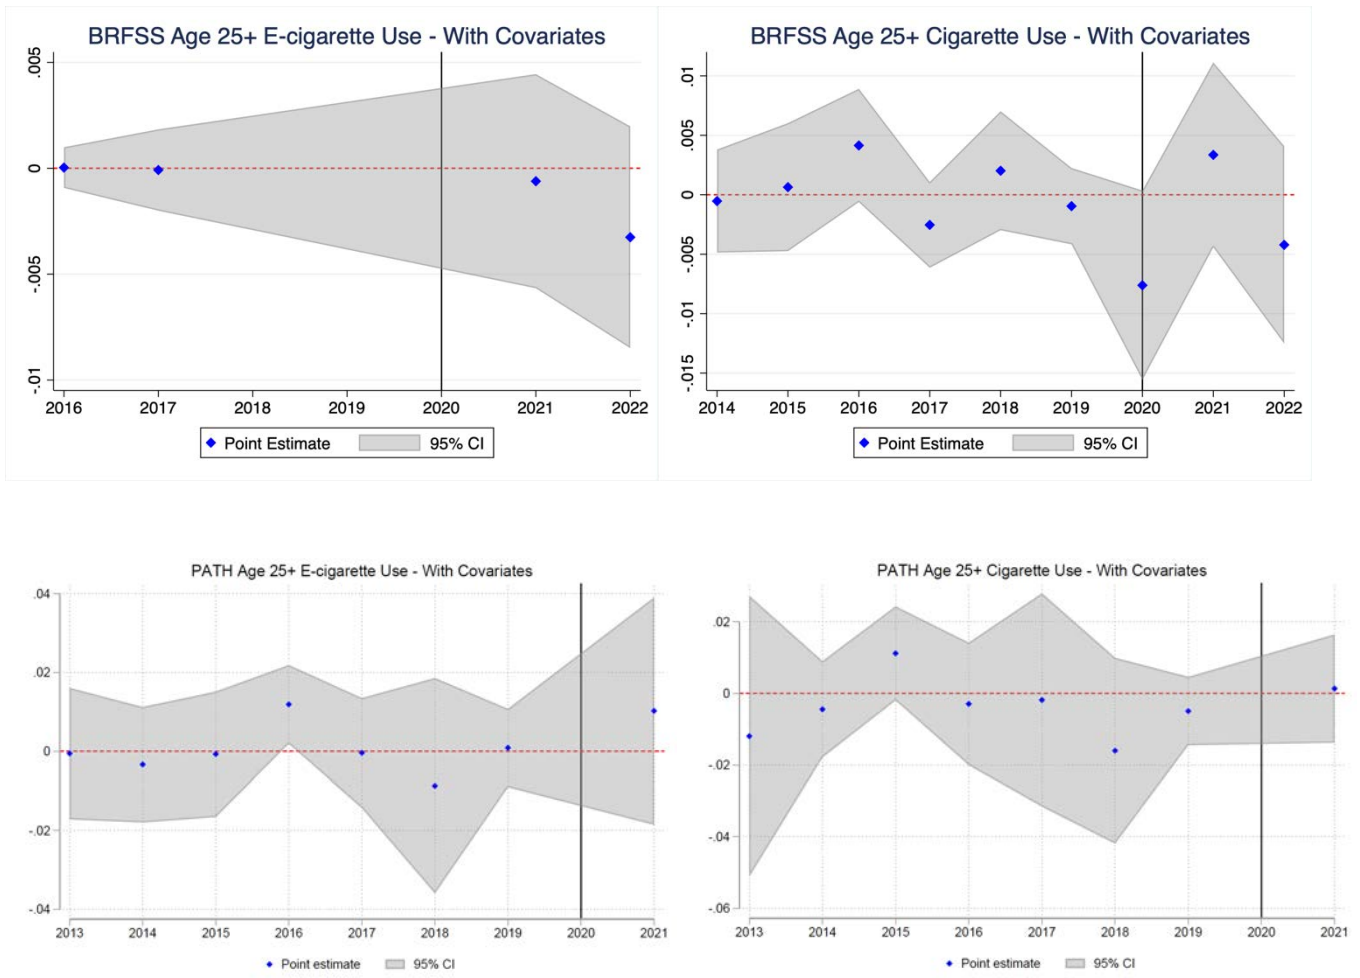 BRFSS Age 25+ E-cigarette Use - With Covariates
.005
0
-.005
-.01
2016 2017 2018 2019 2020 2021 2022
Point Estimate 95% CI
BRFSS Age 25+ Cigarette Use - With Covariates
.01
.005
0
-.005
-.01
-.015
2014 2015 2016 2017 2018 2019 2020 2021 2022
Point Estimate 95% CI
PATH Age 25+ E-cigarette Use - With Covariates
.04
.02
0
-.02
-.04
2013 2014 2015 2016 2017 2018 2019 2020 2021
Point estimate 95% CI
PATH Age 25+ Cigarette Use - With Covariates
.02
0
-.02
-.04
-.06
2013 2014 2015 2016 2017 2018 2019 2020 2021
Point estimate 95% CI